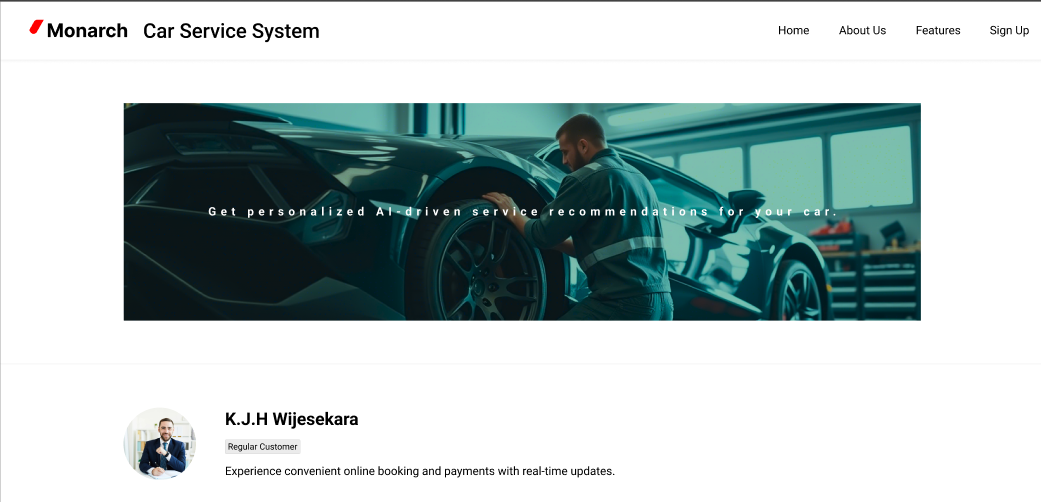 Monarch Car Service System
Home About Us Features Sign Up
Get personalized AI-driven service recommendations for your car.
K.J.H Wijesekara
Regular Customer
Experience convenient online booking and payments with real-time updates.